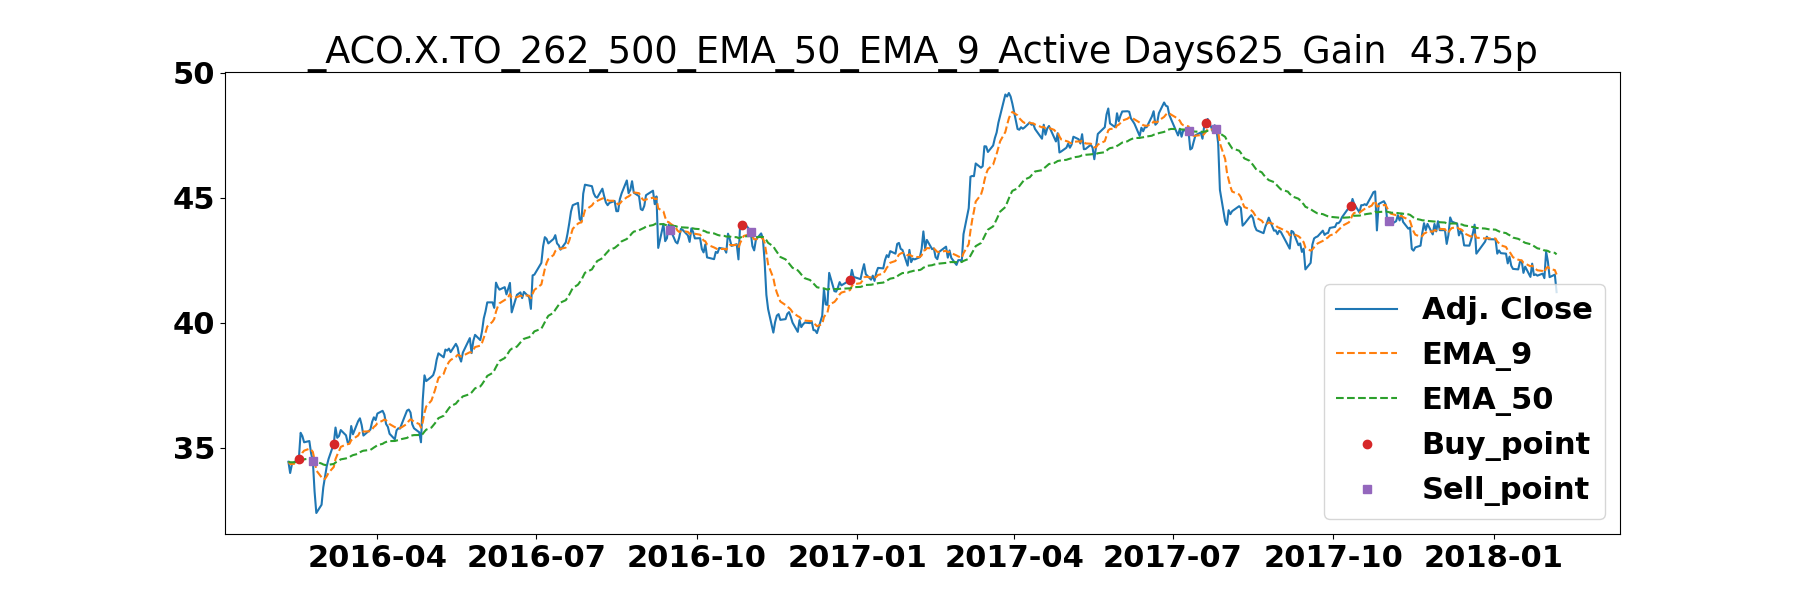 _ACO.X.TO_262_500_EMA_50_EMA_9_Active Days625_Gain  43.75p
50
45
40
35
2016-04 2016-07 2016-10 2017-01 2017-04 2017-07 2017-10 2018-01
Adj. Close
EMA_9
EMA_50
Buy_point
Sell_point